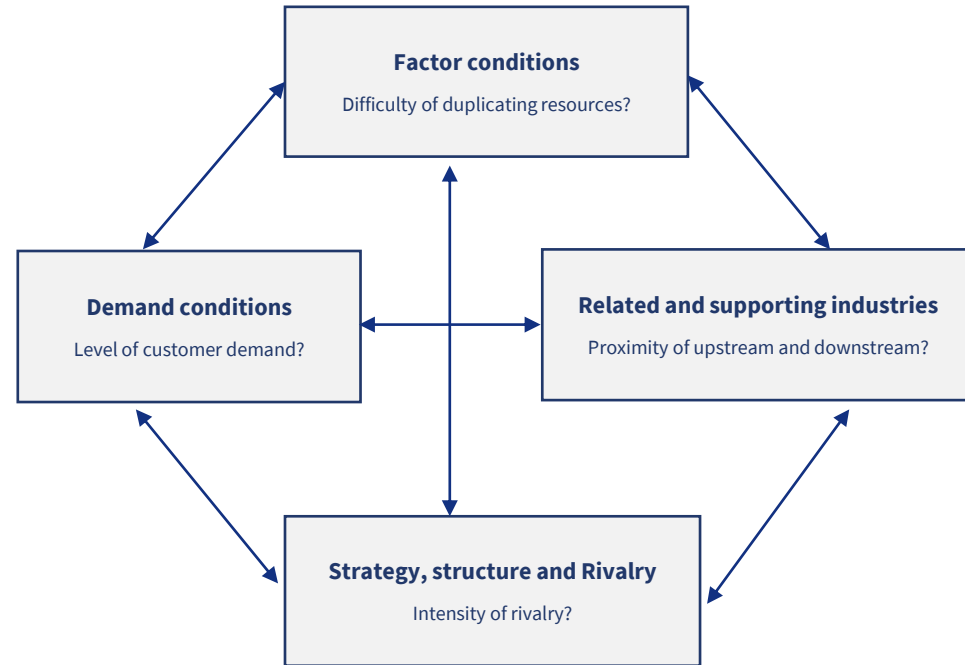 Factor conditions
Difficulty of duplicating resources?
Demand conditions
Level of customer demand?
Related and supporting industries
Proximity of upstream and downstream?
Strategy, structure and Rivalry
Intensity of rivalry?